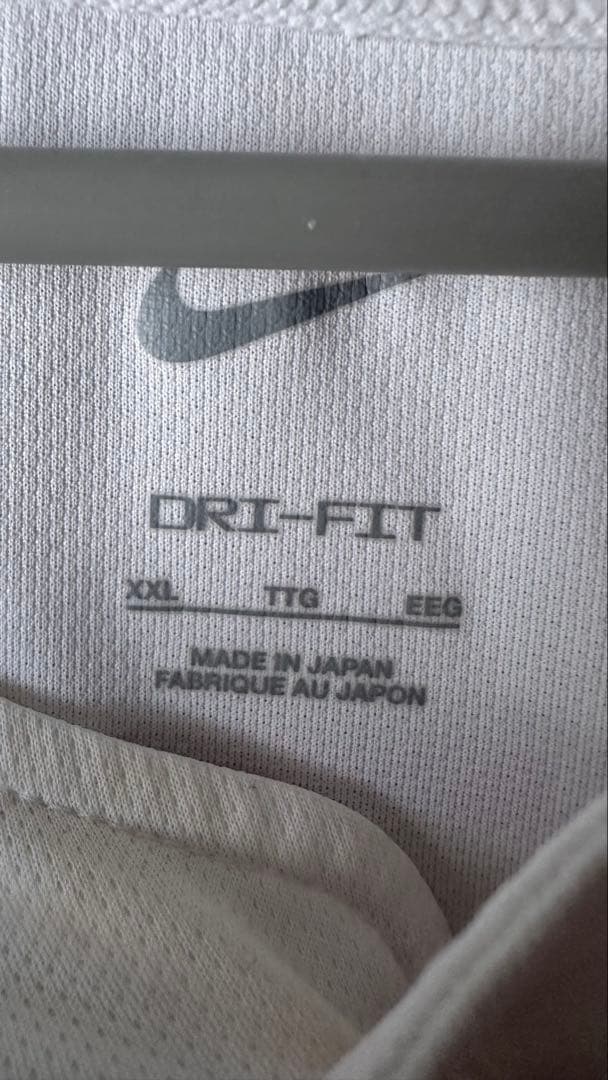 DRI-FIT
XXL TTG EEG
MADE IN JAPAN
FABRIQUE AU JAPON